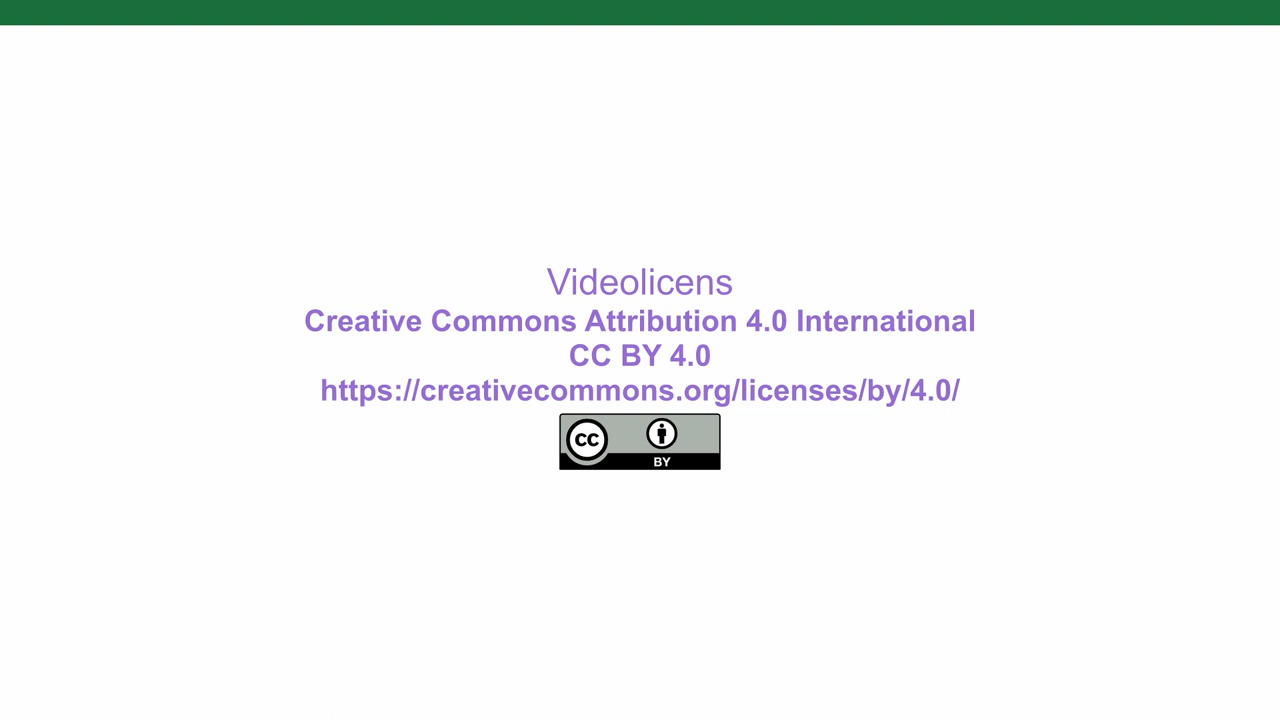 Videolicens
Creative Commons Attribution 4.0 International
CC BY 4.0
https://creativecommons.org/licenses/by/4.0/
CC
BY